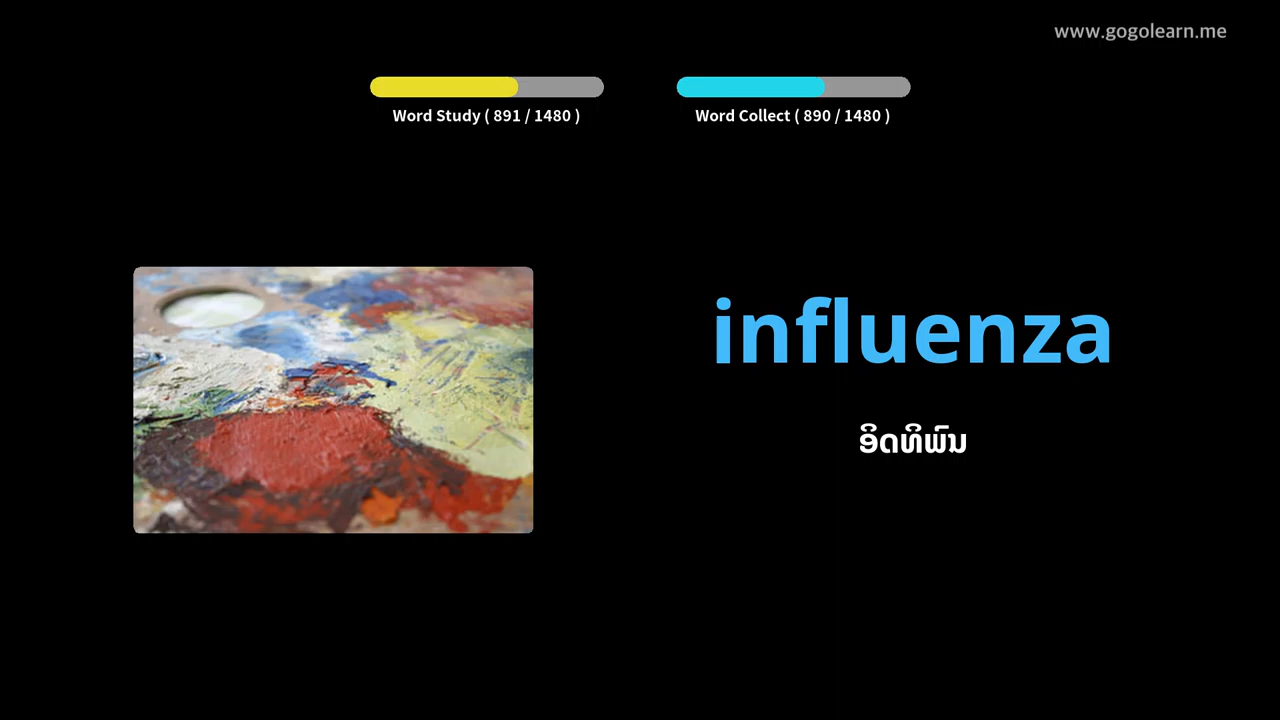 www.gogolearn.me
Word Study ( 891 / 1480 )
Word Collect ( 890 / 1480 )
influenza
ອິດທິພົນ